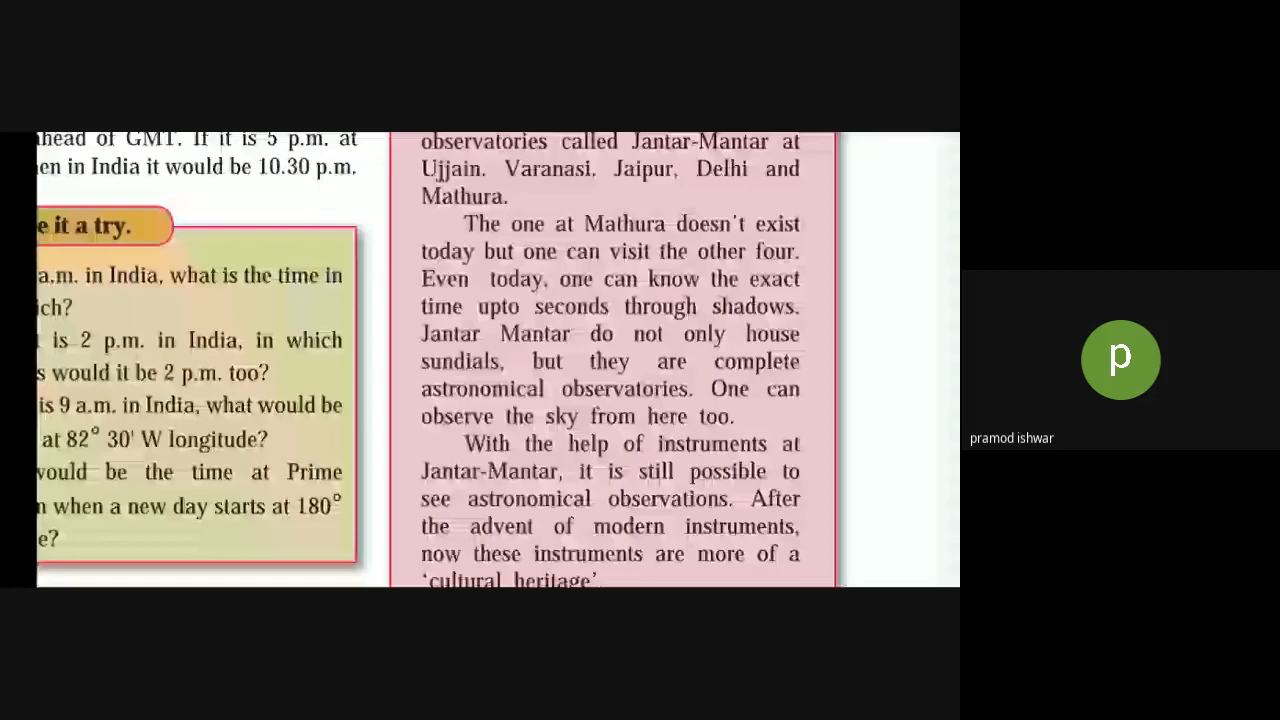 ahead of GMT. If it is 5 p.m. at
en in India it would be 10.30 p.m.
e it a try.
a.m. in India, what is the time in
ich?
is 2 p.m. in India, in which
s would it be 2 p.m. too?
is 9 a.m. in India, what would be
at 82° 30' W longitude?
would be the time at Prime
n when a new day starts at 180°
e?
observatories called Jantar-Mantar at
Ujjain, Varanasi, Jaipur, Delhi and
Mathura.
The one at Mathura doesn't exist
today but one can visit the other four.
Even today, one can know the exact
time upto seconds through shadows.
Jantar Mantar do not only house
sundials, but they are complete
astronomical observatories. One can
observe the sky from here too.
With the help of instruments at
Jantar-Mantar, it is still possible to
see astronomical observations. After
the advent of modern instruments,
now these instruments are more of a
'cultural heritage'.
p
pramod ishwar